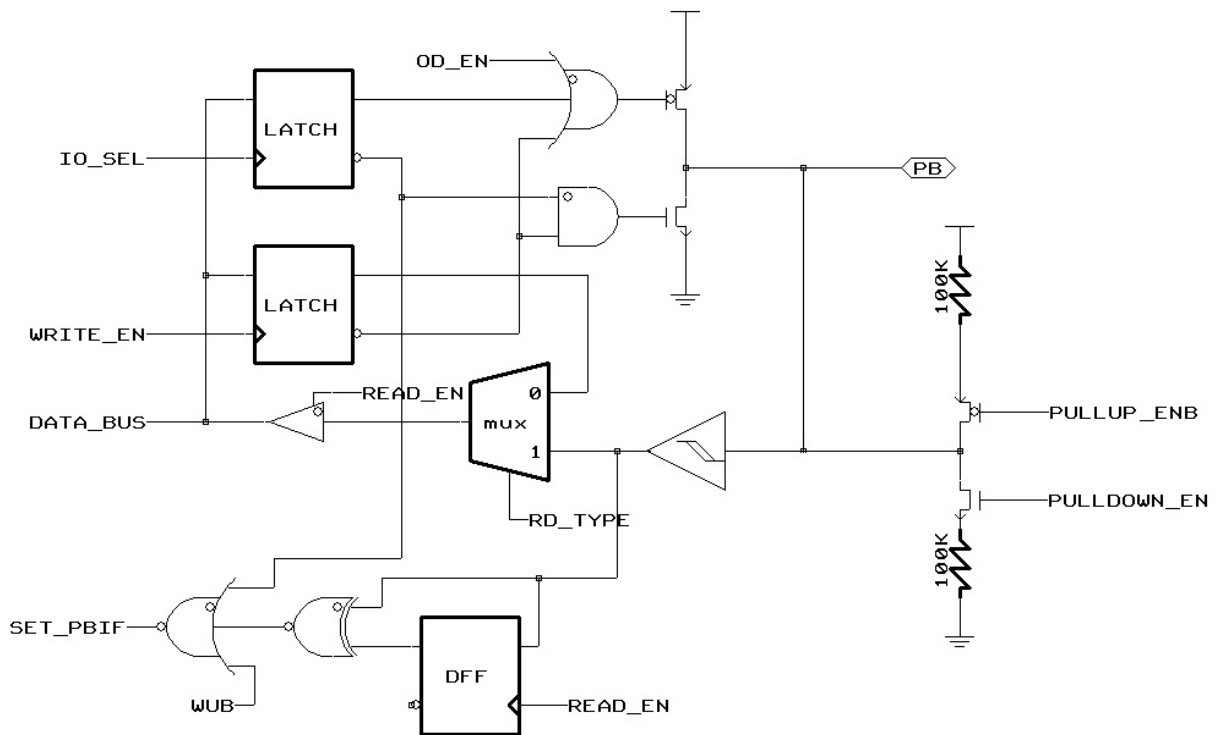 OD_EN
LATCH
IO_SEL
PB
LATCH
WRITE_EN
100K
READ_EN
0
DATA_BUS
mux
PULLUP_ENB
1
PULLDOWN_EN
RD_TYPE
100K
SET_PBIF
DFF
WUB
READ_EN